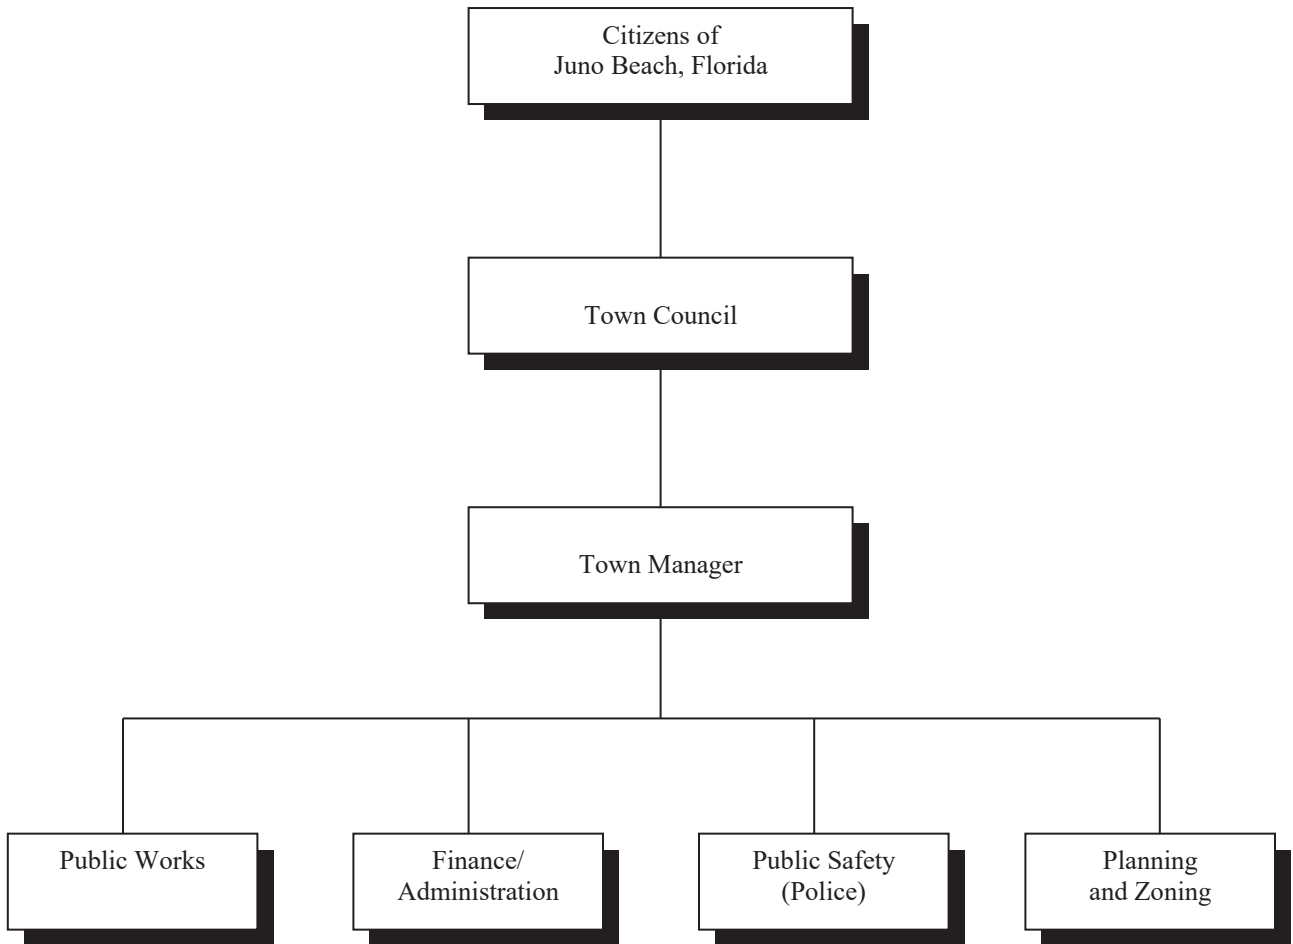 Citizens of
Juno Beach, Florida
Town Council
Town Manager
Public Works
Finance/
Administration
Public Safety
(Police)
Planning
and Zoning